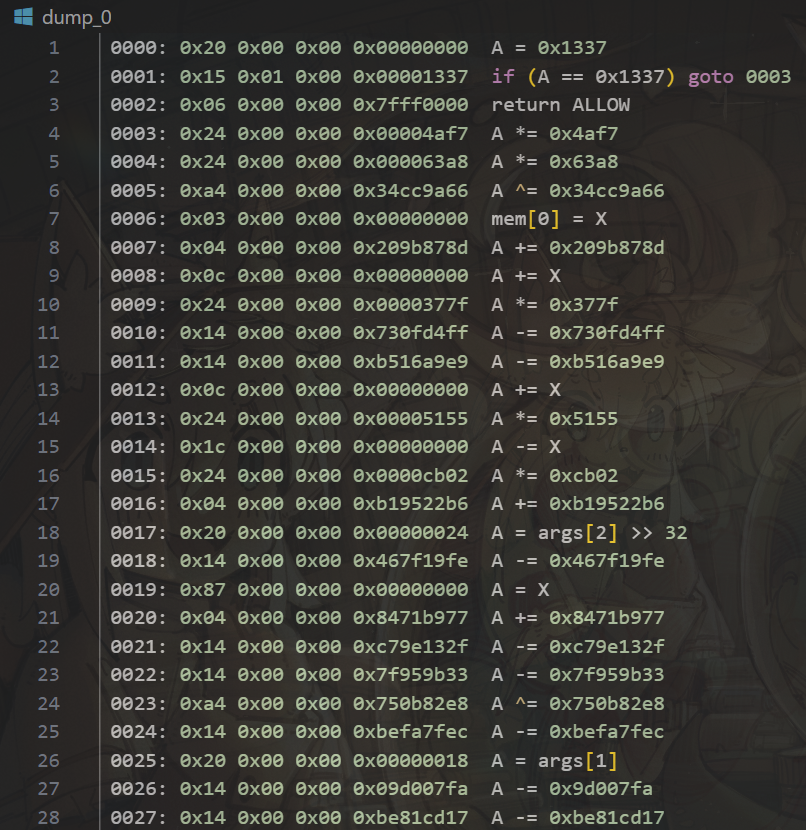 dump_0
1 0000: 0x20 0x00 0x00 0x00000000 A = 0x1337
2 0001: 0x15 0x01 0x00 0x00001337 if (A == 0x1337) goto 0003
3 0002: 0x06 0x00 0x00 0x7fff0000 return ALLOW
4 0003: 0x24 0x00 0x00 0x00004af7 A *= 0x4af7
5 0004: 0x24 0x00 0x00 0x000063a8 A *= 0x63a8
6 0005: 0xa4 0x00 0x00 0x34cc9a66 A ^= 0x34cc9a66
7 0006: 0x03 0x00 0x00 0x00000000 mem[0] = X
8 0007: 0x04 0x00 0x00 0x209b878d A += 0x209b878d
9 0008: 0x0c 0x00 0x00 0x00000000 A += X
10 0009: 0x24 0x00 0x00 0x0000377f A *= 0x377f
11 0010: 0x14 0x00 0x00 0x730fd4ff A -= 0x730fd4ff
12 0011: 0x14 0x00 0x00 0xb516a9e9 A -= 0xb516a9e9
13 0012: 0x0c 0x00 0x00 0x00000000 A += X
14 0013: 0x24 0x00 0x00 0x00005155 A *= 0x5155
15 0014: 0x1c 0x00 0x00 0x00000000 A -= X
16 0015: 0x24 0x00 0x00 0x0000cb02 A *= 0xcb02
17 0016: 0x04 0x00 0x00 0xb19522b6 A += 0xb19522b6
18 0017: 0x20 0x00 0x00 0x00000024 A = args[2] >> 32
19 0018: 0x14 0x00 0x00 0x467f19fe A -= 0x467f19fe
20 0019: 0x87 0x00 0x00 0x00000000 A = X
21 0020: 0x04 0x00 0x00 0x8471b977 A += 0x8471b977
22 0021: 0x14 0x00 0x00 0xc79e132f A -= 0xc79e132f
23 0022: 0x14 0x00 0x00 0x7f959b33 A -= 0x7f959b33
24 0023: 0xa4 0x00 0x00 0x750b82e8 A ^= 0x750b82e8
25 0024: 0x14 0x00 0x00 0xbefa7fec A -= 0xbefa7fec
26 0025: 0x20 0x00 0x00 0x00000018 A = args[1]
27 0026: 0x14 0x00 0x00 0x09d007fa A -= 0x9d007fa
28 0027: 0x14 0x00 0x00 0xbe81cd17 A -= 0xbe81cd17